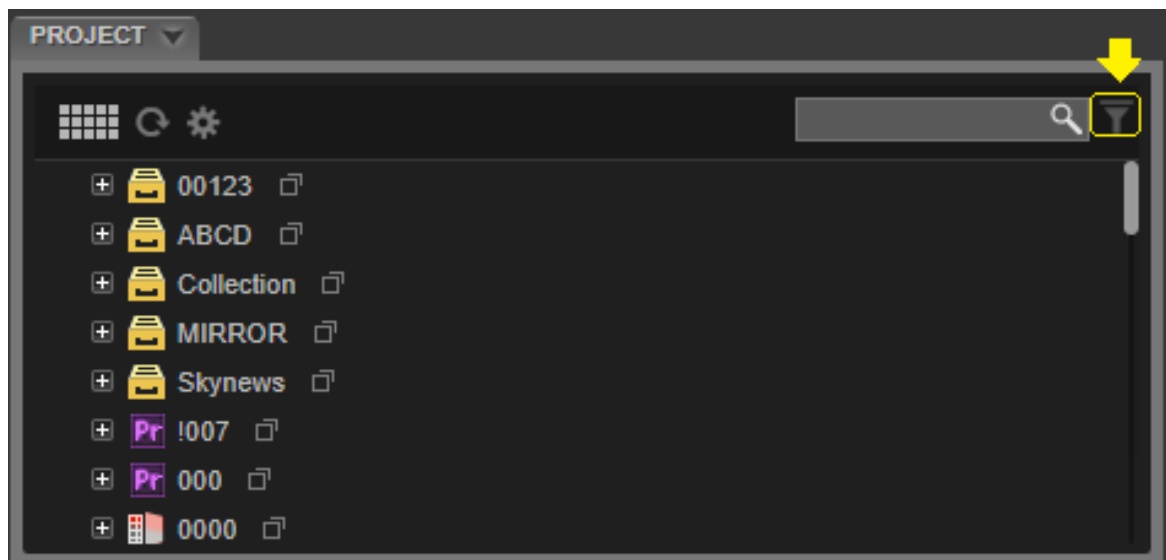 PROJECT
00123
ABCD
Collection
MIRROR
Skynews
Pr !007
Pr 000
0000